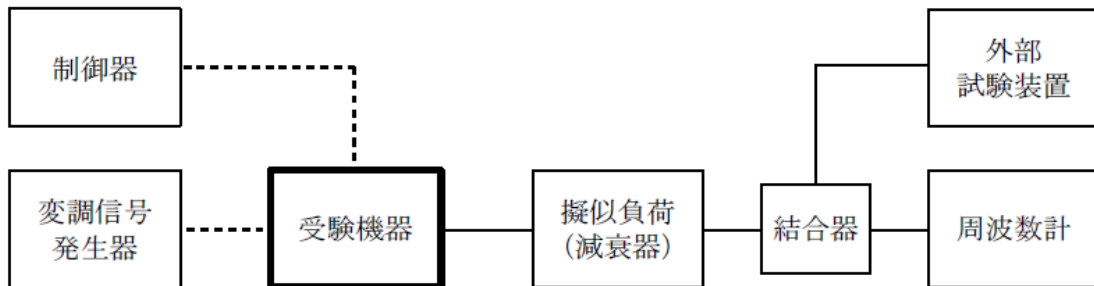 制御器
外部
試験装置
変調信号
発生器
受験機器
擬似負荷
（減衰器）
結合器
周波数計